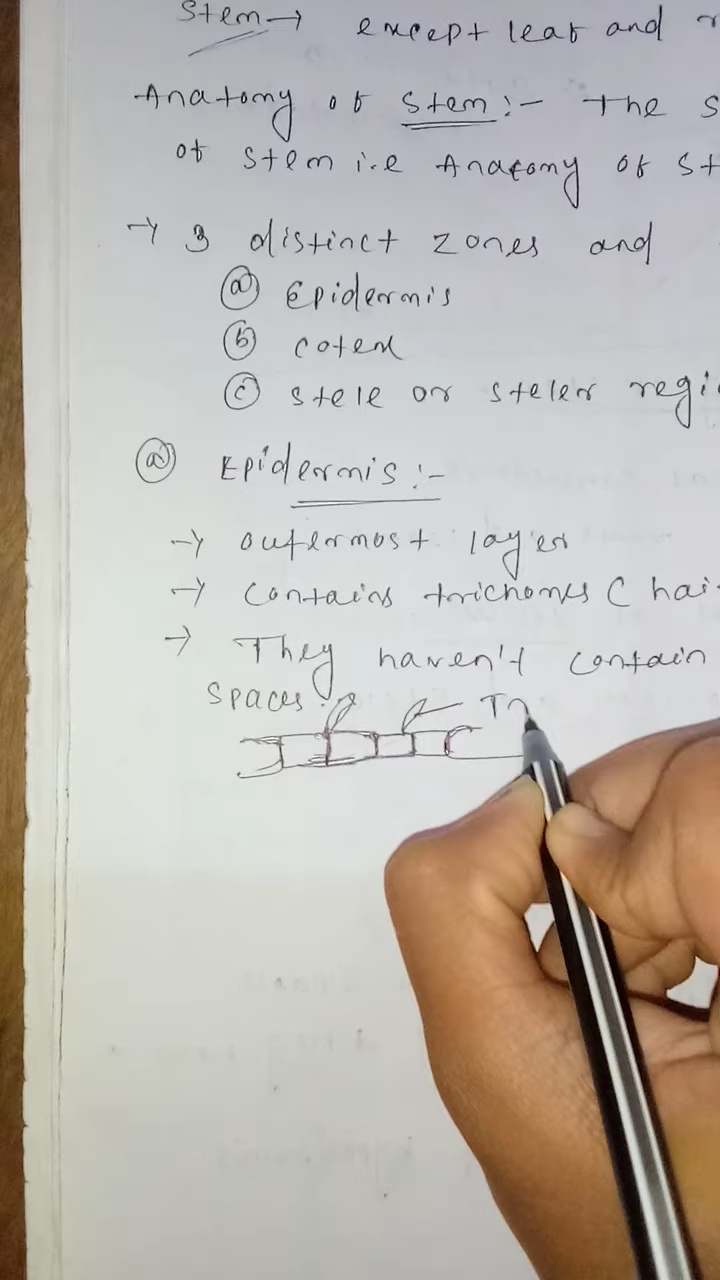 Stem → except leaf and
Anatomy of Stem :- The s
of stem i.e Anatomy of st
→ 3 distinct zones and
(a) Epidermis
(b) cotex
(c) stele or steler regi
(a) Epidermis :-
→ outermost layer
→ contains trichomes ( hai
→ They haven't contain
spaces.
Tr